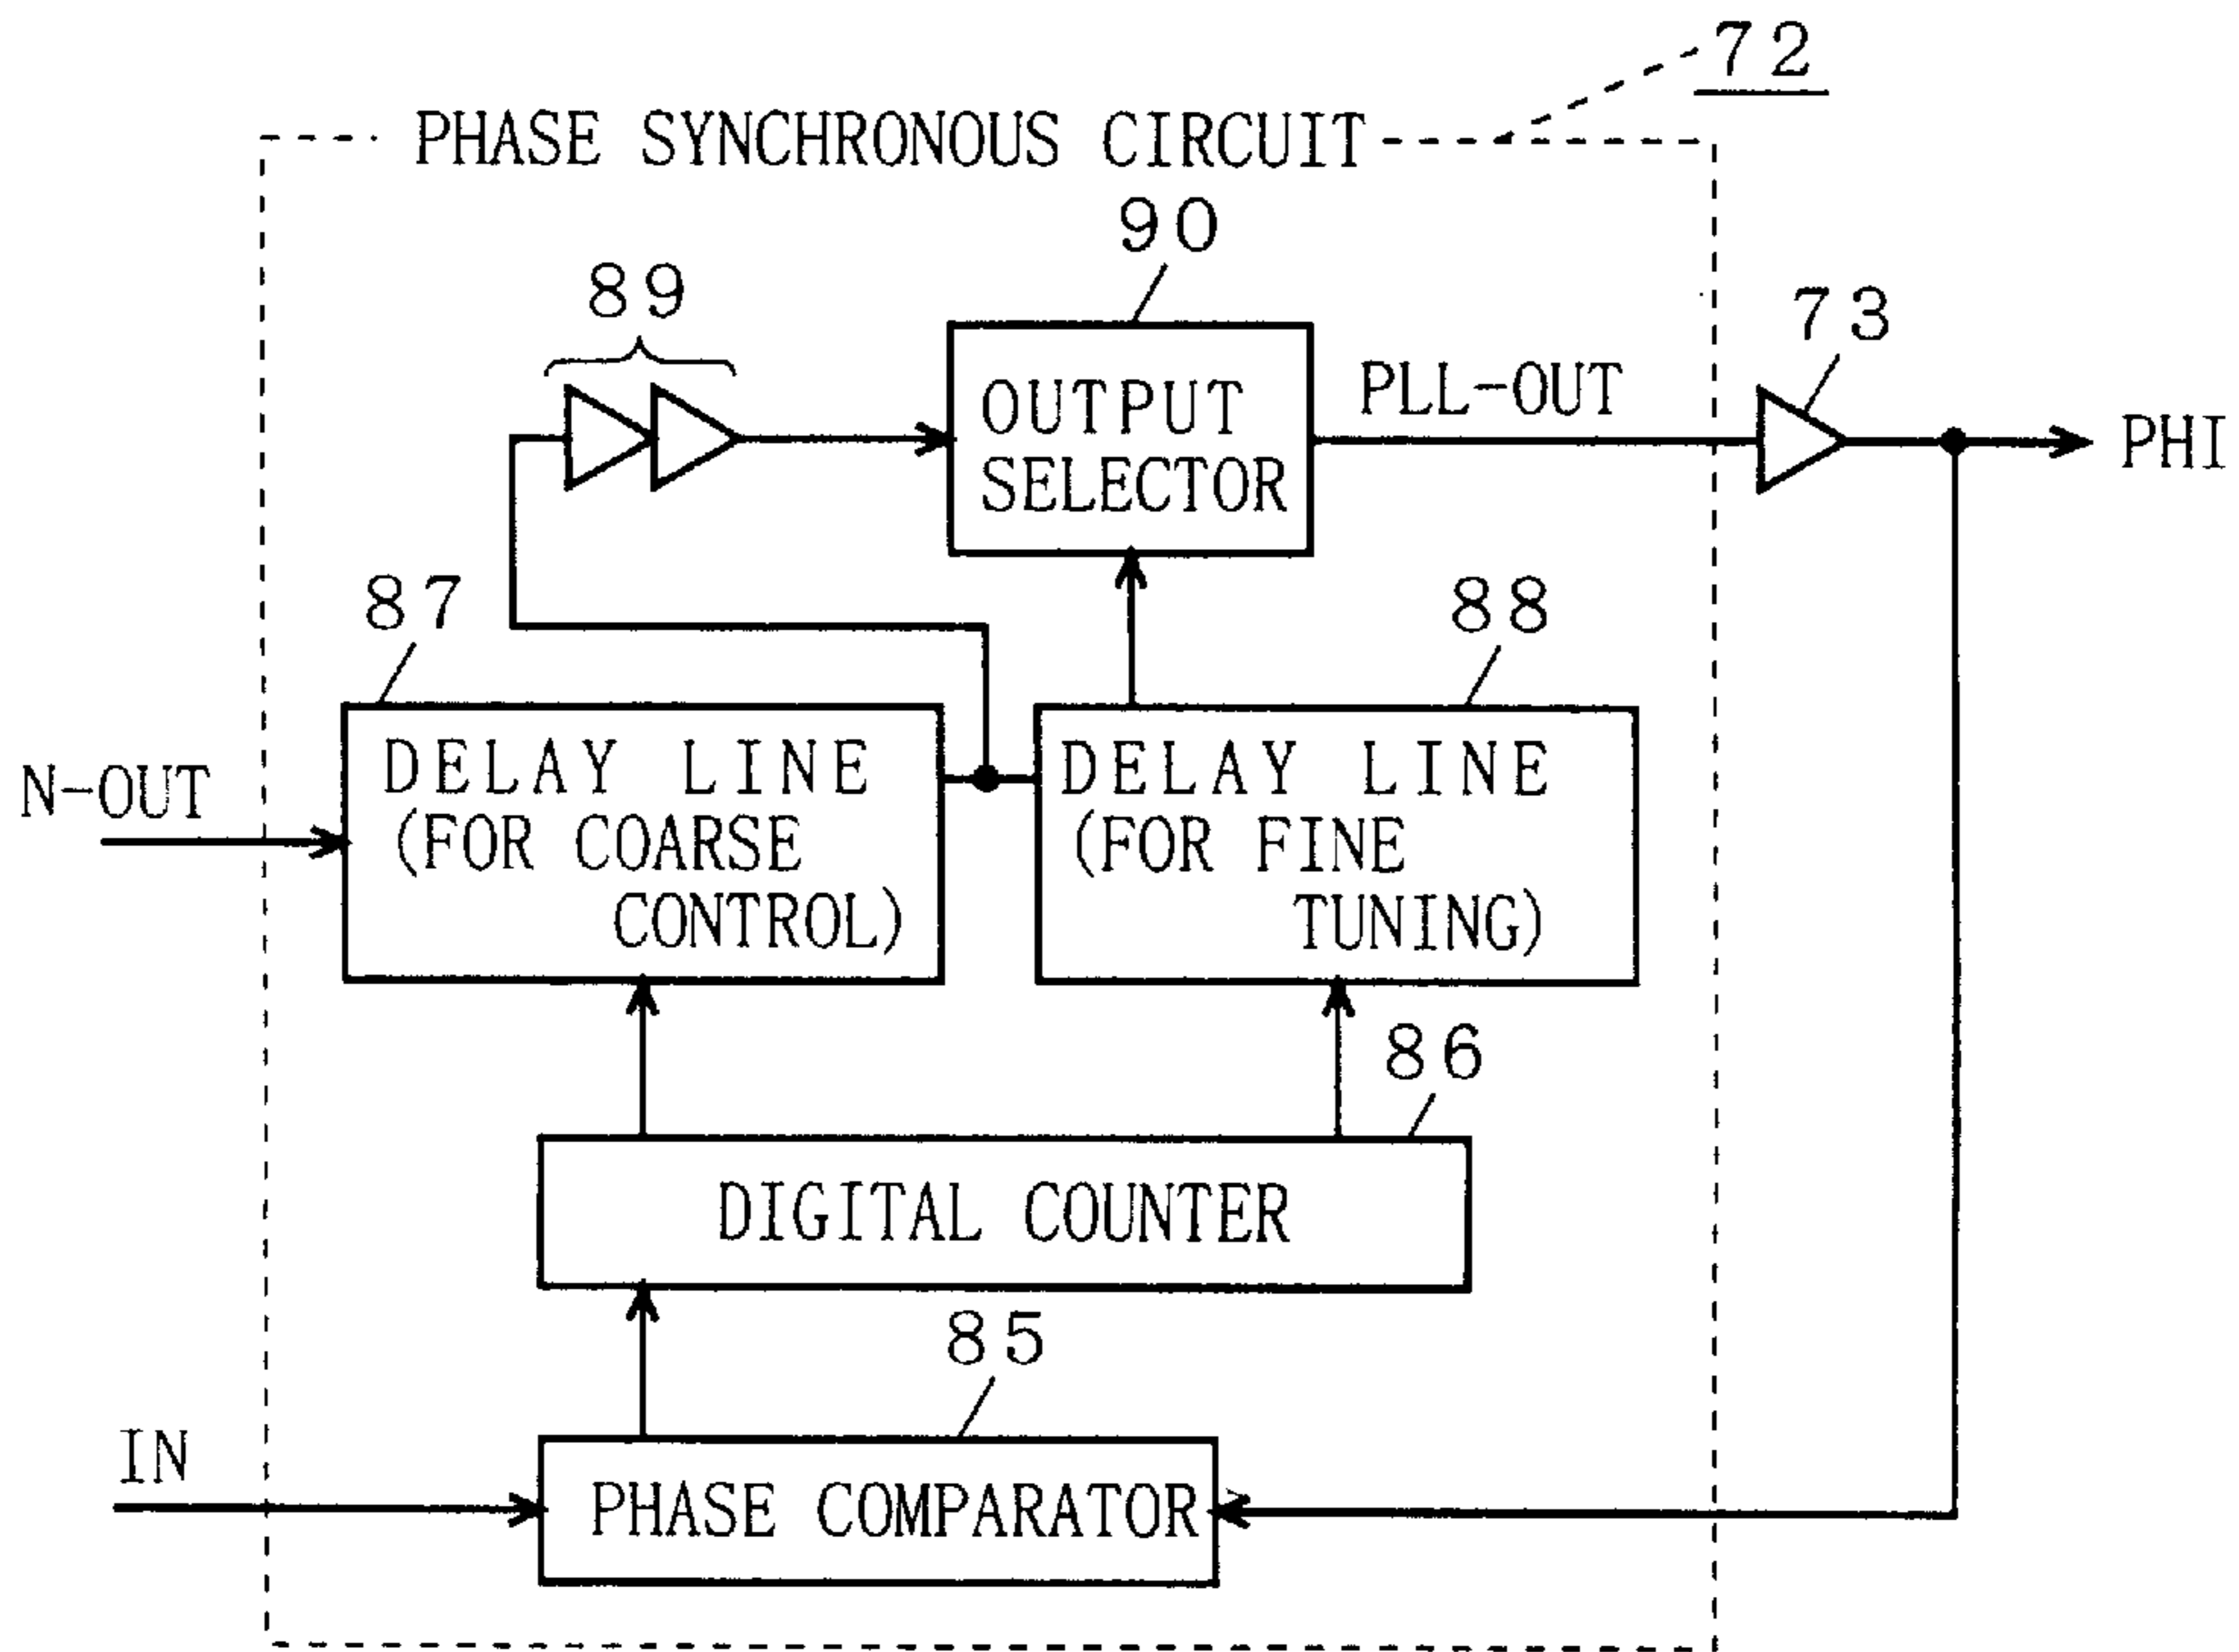 72
PHASE SYNCHRONOUS CIRCUIT
90
89
73
OUTPUT
SELECTOR
PLL-OUT
PHI
87
88
N-OUT
DELAY LINE
(FOR COARSE
CONTROL)
DELAY LINE
(FOR FINE
TUNING)
86
DIGITAL COUNTER
85
IN
PHASE COMPARATOR